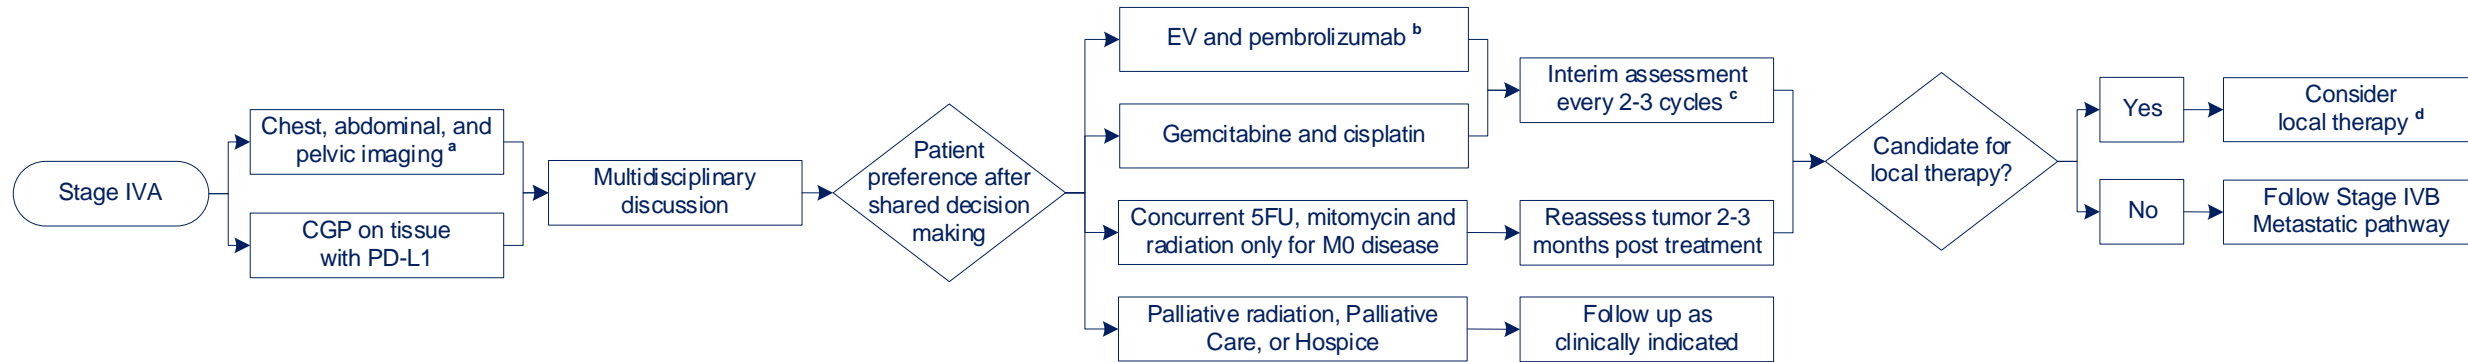 Stage IVA
Chest, abdominal, and
pelvic imaging a
CGP on tissue
with PD-L1
Multidisciplinary
discussion
Patient
preference after
shared decision
making
EV and pembrolizumab b
Gemcitabine and cisplatin
Concurrent 5FU, mitomycin and
radiation only for M0 disease
Palliative radiation, Palliative
Care, or Hospice
Interim assessment
every 2-3 cycles c
Reassess tumor 2-3
months post treatment
Follow up as
clinically indicated
Candidate for
local therapy?
Yes
No
Consider
local therapy d
Follow Stage IVB
Metastatic pathway